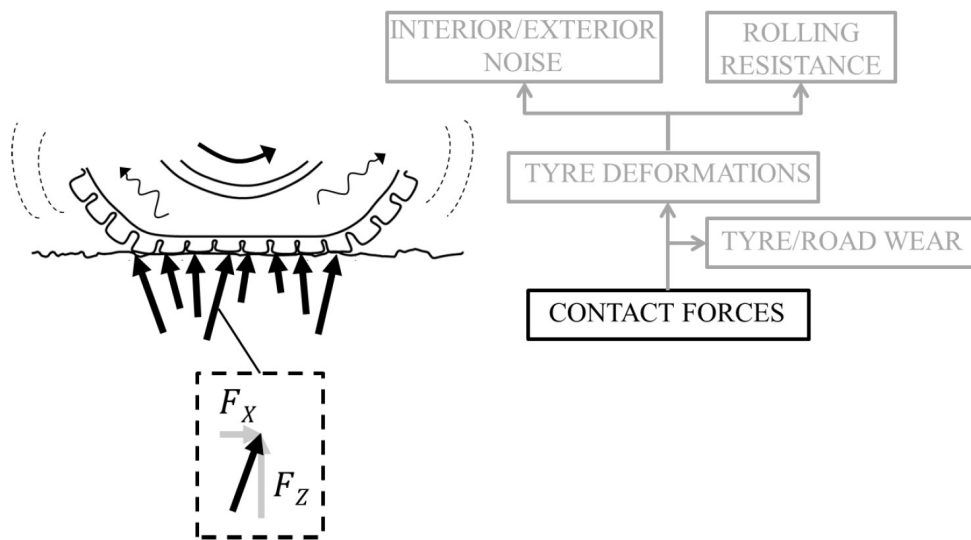 INTERIOR/EXTERIOR
NOISE
ROLLING
RESISTANCE
TYRE DEFORMATIONS
TYRE/ROAD WEAR
CONTACT FORCES
F_X
F_Z